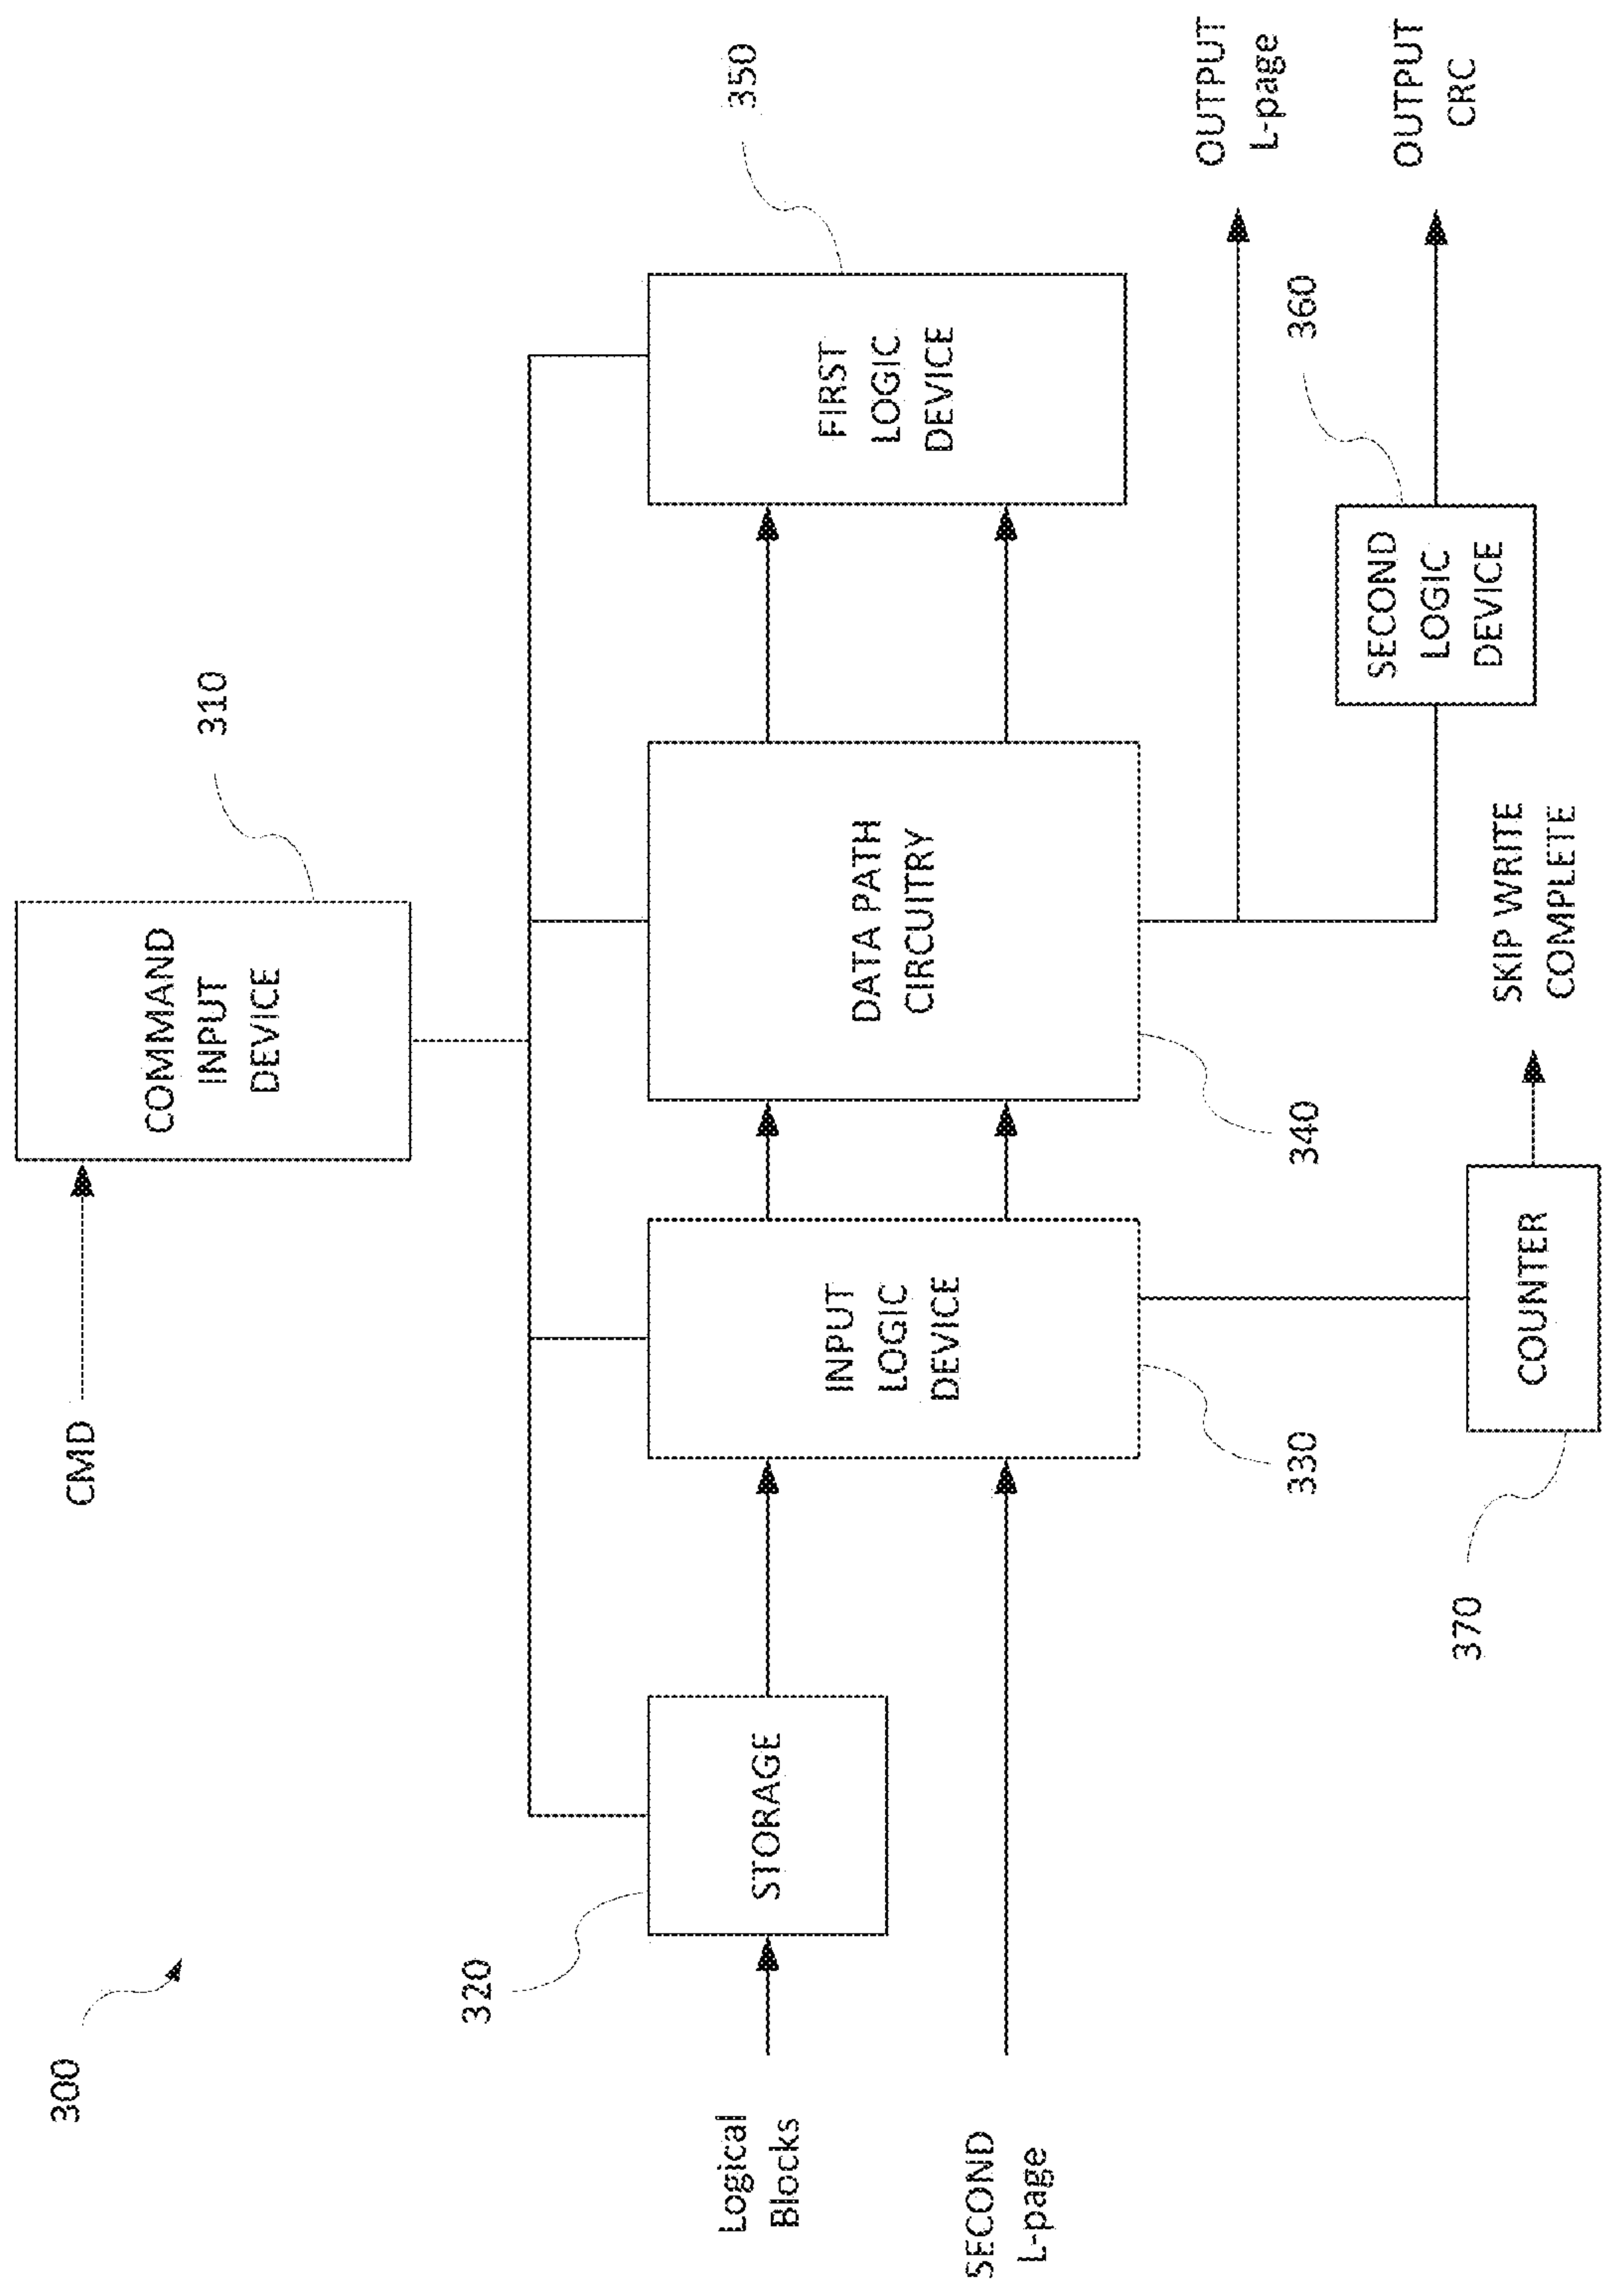 300
CMD
COMMAND
INPUT
DEVICE
310
320
STORAGE
Logical
Blocks
SECOND
L-page
INPUT
LOGIC
DEVICE
330
DATA PATH
CIRCUITRY
340
FIRST
LOGIC
DEVICE
350
OUTPUT
L-page
SECOND
LOGIC
DEVICE
360
OUTPUT
CRC
COUNTER
370
SKIP WRITE
COMPLETE